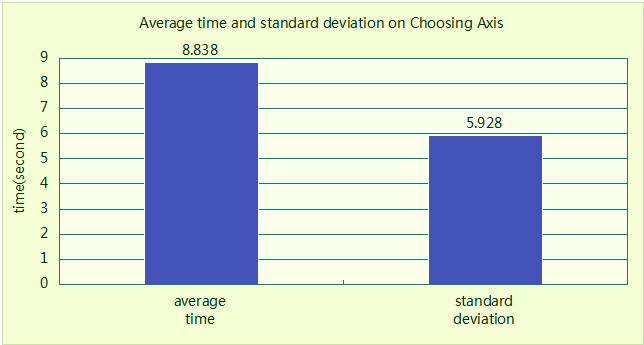 Average time and standard deviation on Choosing Axis
8.838
5.928
9
8
7
6
5
4
3
2
1
0
time(second)
average
time
standard
deviation